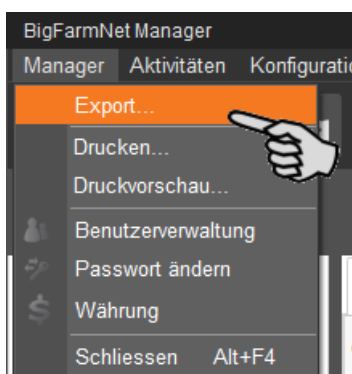 BigFarmNet Manager
Manager Aktivitäten
Export...
Drucken...
Druckvorschau...
Benutzerverwaltung
Passwort ändern
Währung
Schliessen Alt+F4